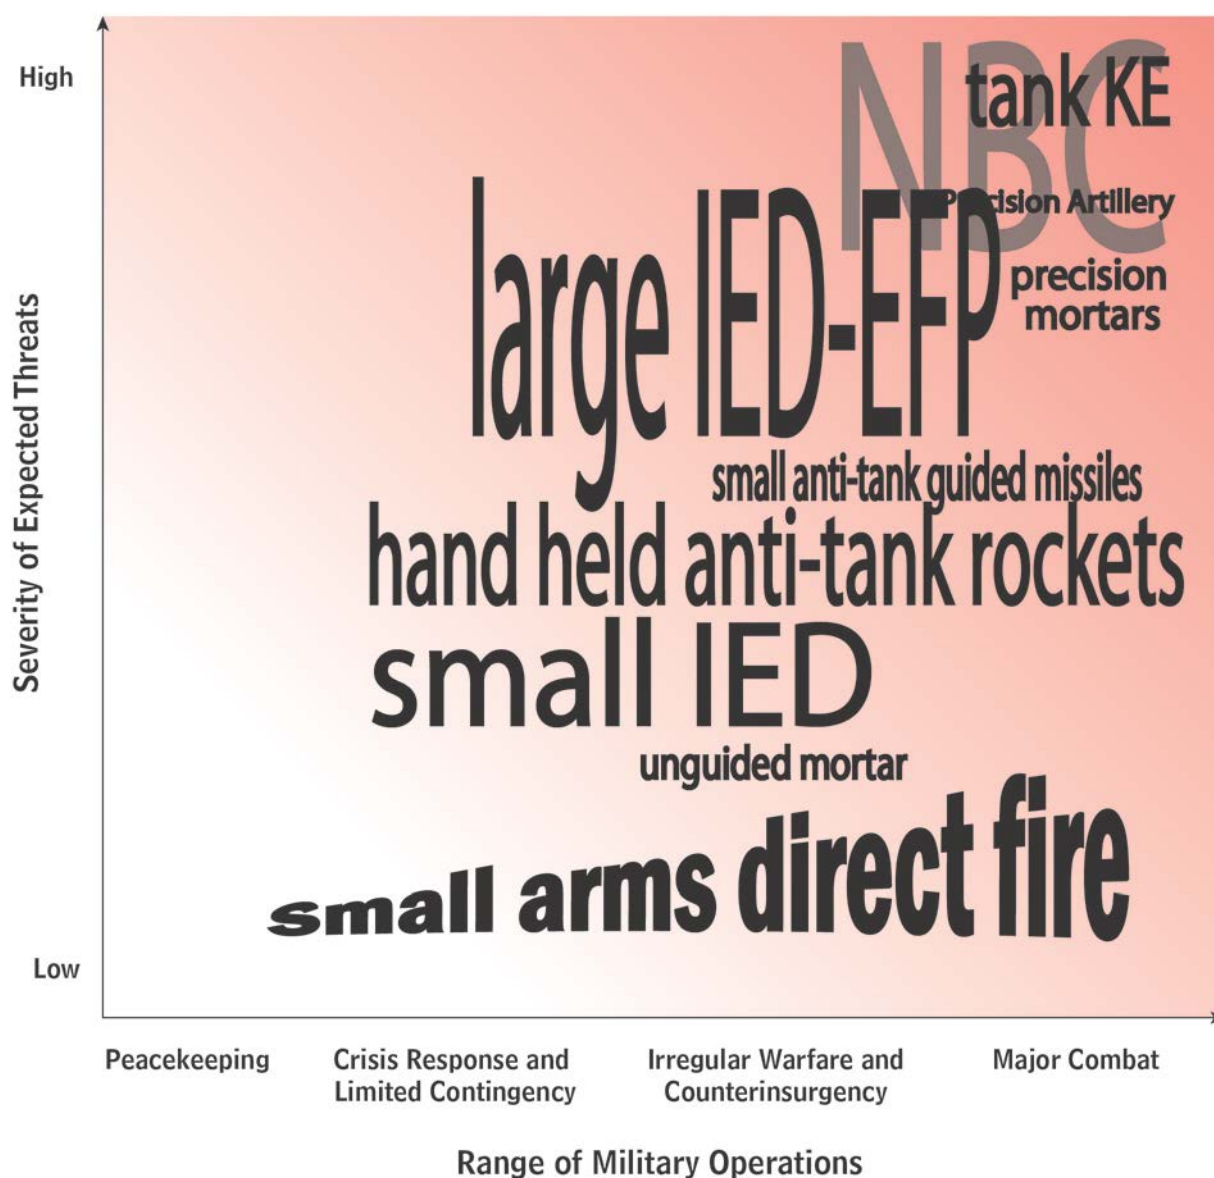 High
NBC
tank KE
Precision Artillery
large IED-EFP
precision
mortars
small anti-tank guided missiles
hand held anti-tank rockets
small IED
unguided mortar
small arms direct fire
Low
Severity of Expected Threats
Peacekeeping
Crisis Response and
Limited Contingency
Irregular Warfare and
Counterinsurgency
Major Combat
Range of Military Operations